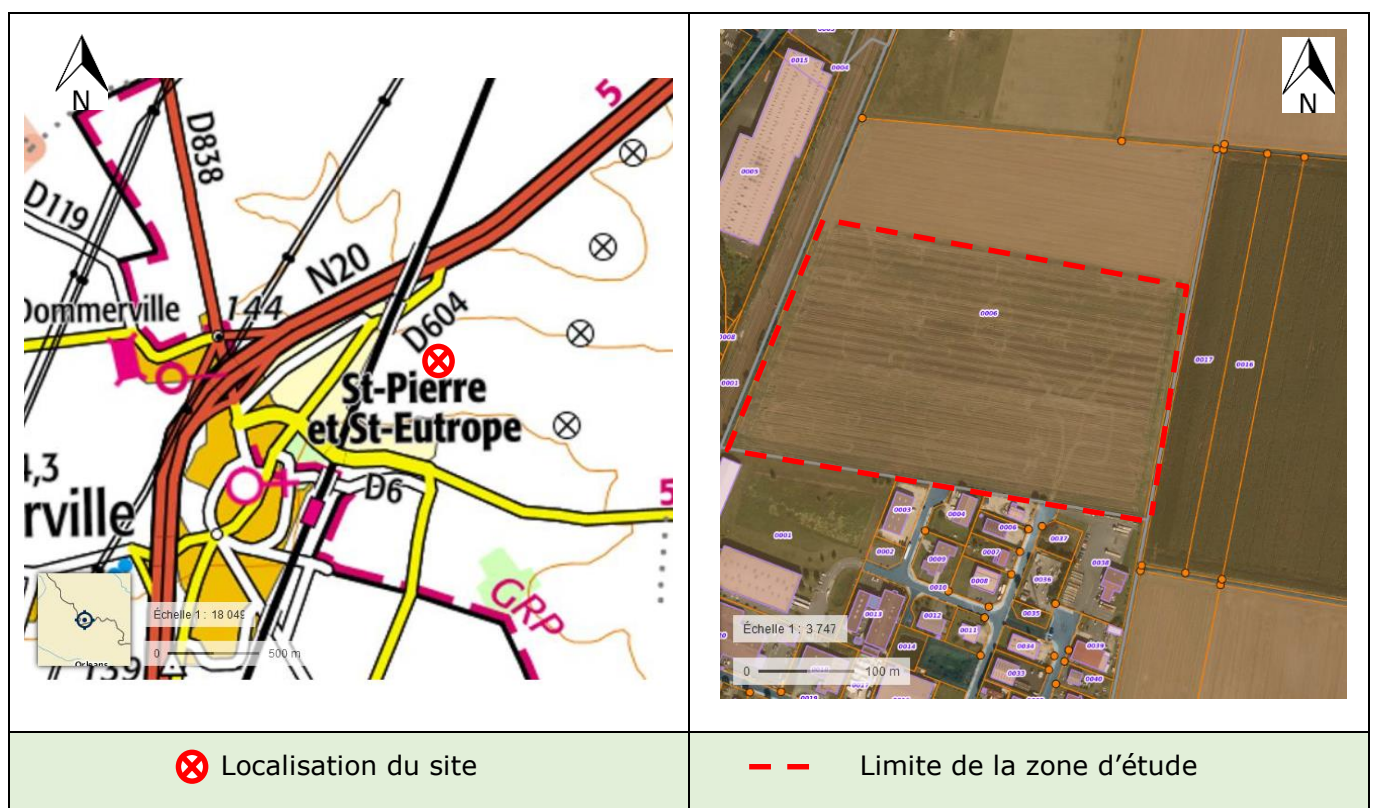 N
5
D838
D119
N20
Dommerville
144
D604
St-Pierre
et St-Eutrope
4,3
D6
5
rville
GRP
Échelle 1 : 18 049
0 500 m
Orleans
139
N
0015
0004
0005
0006
0008
0001
0017
0016
0001
0003
0004
0006
0037
0002
0009
0007
0038
0008
0036
0010
0013
0012
0035
0011
0014
0034
0039
0033
0040
Échelle 1 : 3 747
0 100 m
Localisation du site
Limite de la zone d’étude